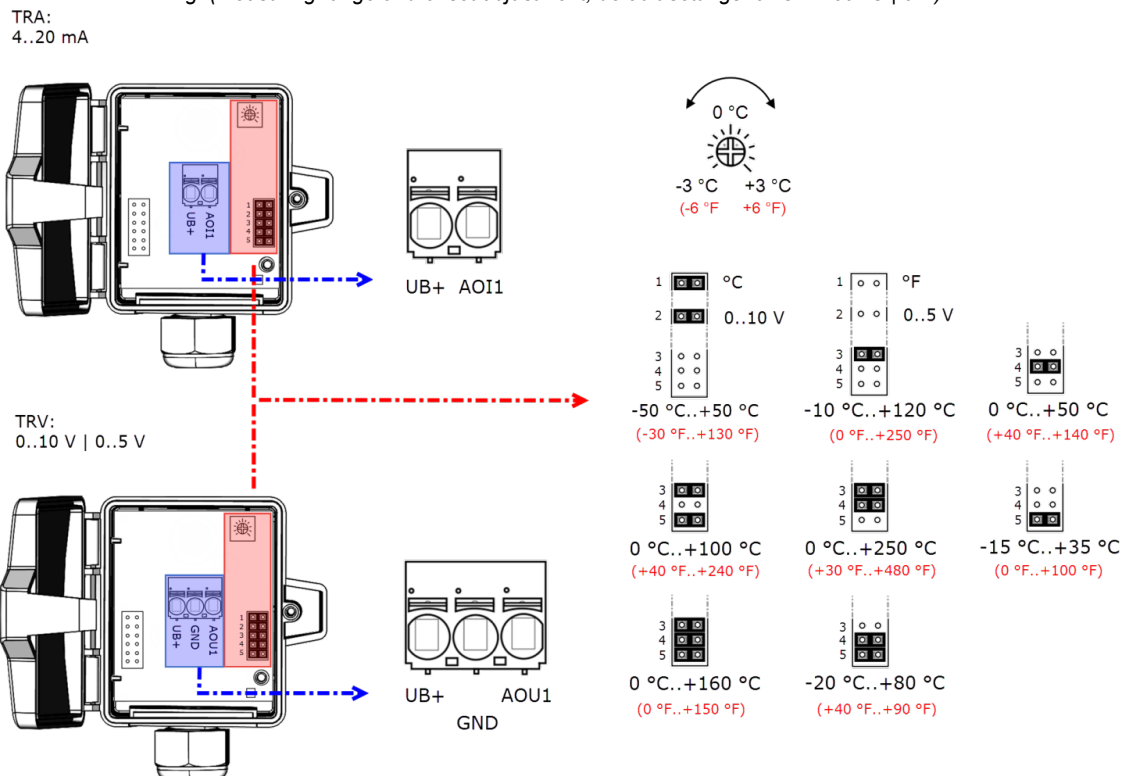 TRA:
4..20 mA
1
2
3
4
5
UB+
AOI1
UB+ AOI1
0 °C
-3 °C +3 °C
(-6 °F +6 °F)
1 °C
2 0..10 V
3
4
5
-50 °C..+50 °C
(-30 °F..+130 °F)
1 °F
2 0..5 V
3
4
5
-10 °C..+120 °C
(0 °F..+250 °F)
3
4
5
0 °C..+50 °C
(+40 °F..+140 °F)
TRV:
0..10 V | 0..5 V
1
2
3
4
5
UB+
GND
AOU1
UB+ AOU1
GND
3
4
5
0 °C..+100 °C
(+40 °F..+240 °F)
3
4
5
0 °C..+250 °C
(+30 °F..+480 °F)
3
4
5
-15 °C..+35 °C
(0 °F..+100 °F)
3
4
5
0 °C..+160 °C
(0 °F..+150 °F)
3
4
5
-20 °C..+80 °C
(+40 °F..+90 °F)